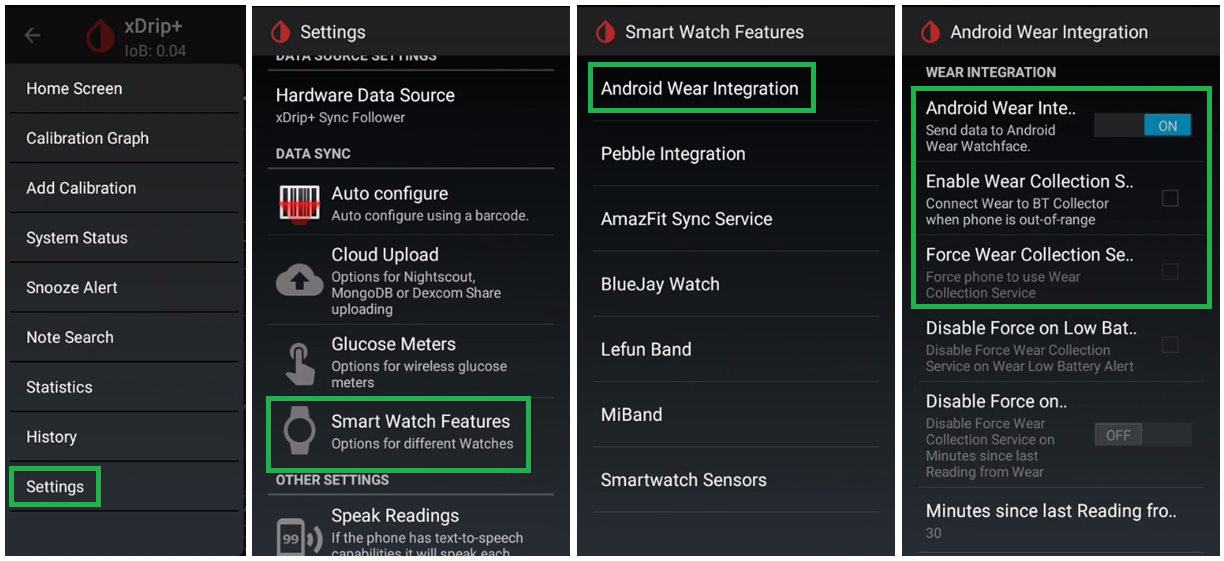 xDrip+
IoB: 0.04
Home Screen
Calibration Graph
Add Calibration
System Status
Snooze Alert
Note Search
Statistics
History
Settings
Settings
DATA SOURCE SETTINGS
Hardware Data Source
xDrip+ Sync Follower
DATA SYNC
Auto configure
Auto configure using a barcode.
Cloud Upload
Options for Nightscout,
MongoDB or Dexcom Share
uploading
Glucose Meters
Options for wireless glucose
meters
Smart Watch Features
Options for different Watches
OTHER SETTINGS
Speak Readings
99
If the phone has text-to-speech
capabilities it will speak each
Smart Watch Features
Android Wear Integration
Pebble Integration
AmazFit Sync Service
BlueJay Watch
Lefun Band
MiBand
Smartwatch Sensors
Android Wear Integration
WEAR INTEGRATION
Android Wear Inte..
Send data to Android
Wear Watchface.
ON
Enable Wear Collection S..
Connect Wear to BT Collector
when phone is out-of-range
Force Wear Collection Se..
Force phone to use Wear
Collection Service
Disable Force on Low Bat..
Disable Force Wear Collection
Service on Wear Low Battery Alert
Disable Force on..
Disable Force Wear
Collection Service on
Minutes since last
Reading from Wear
OFF
Minutes since last Reading fro..
30